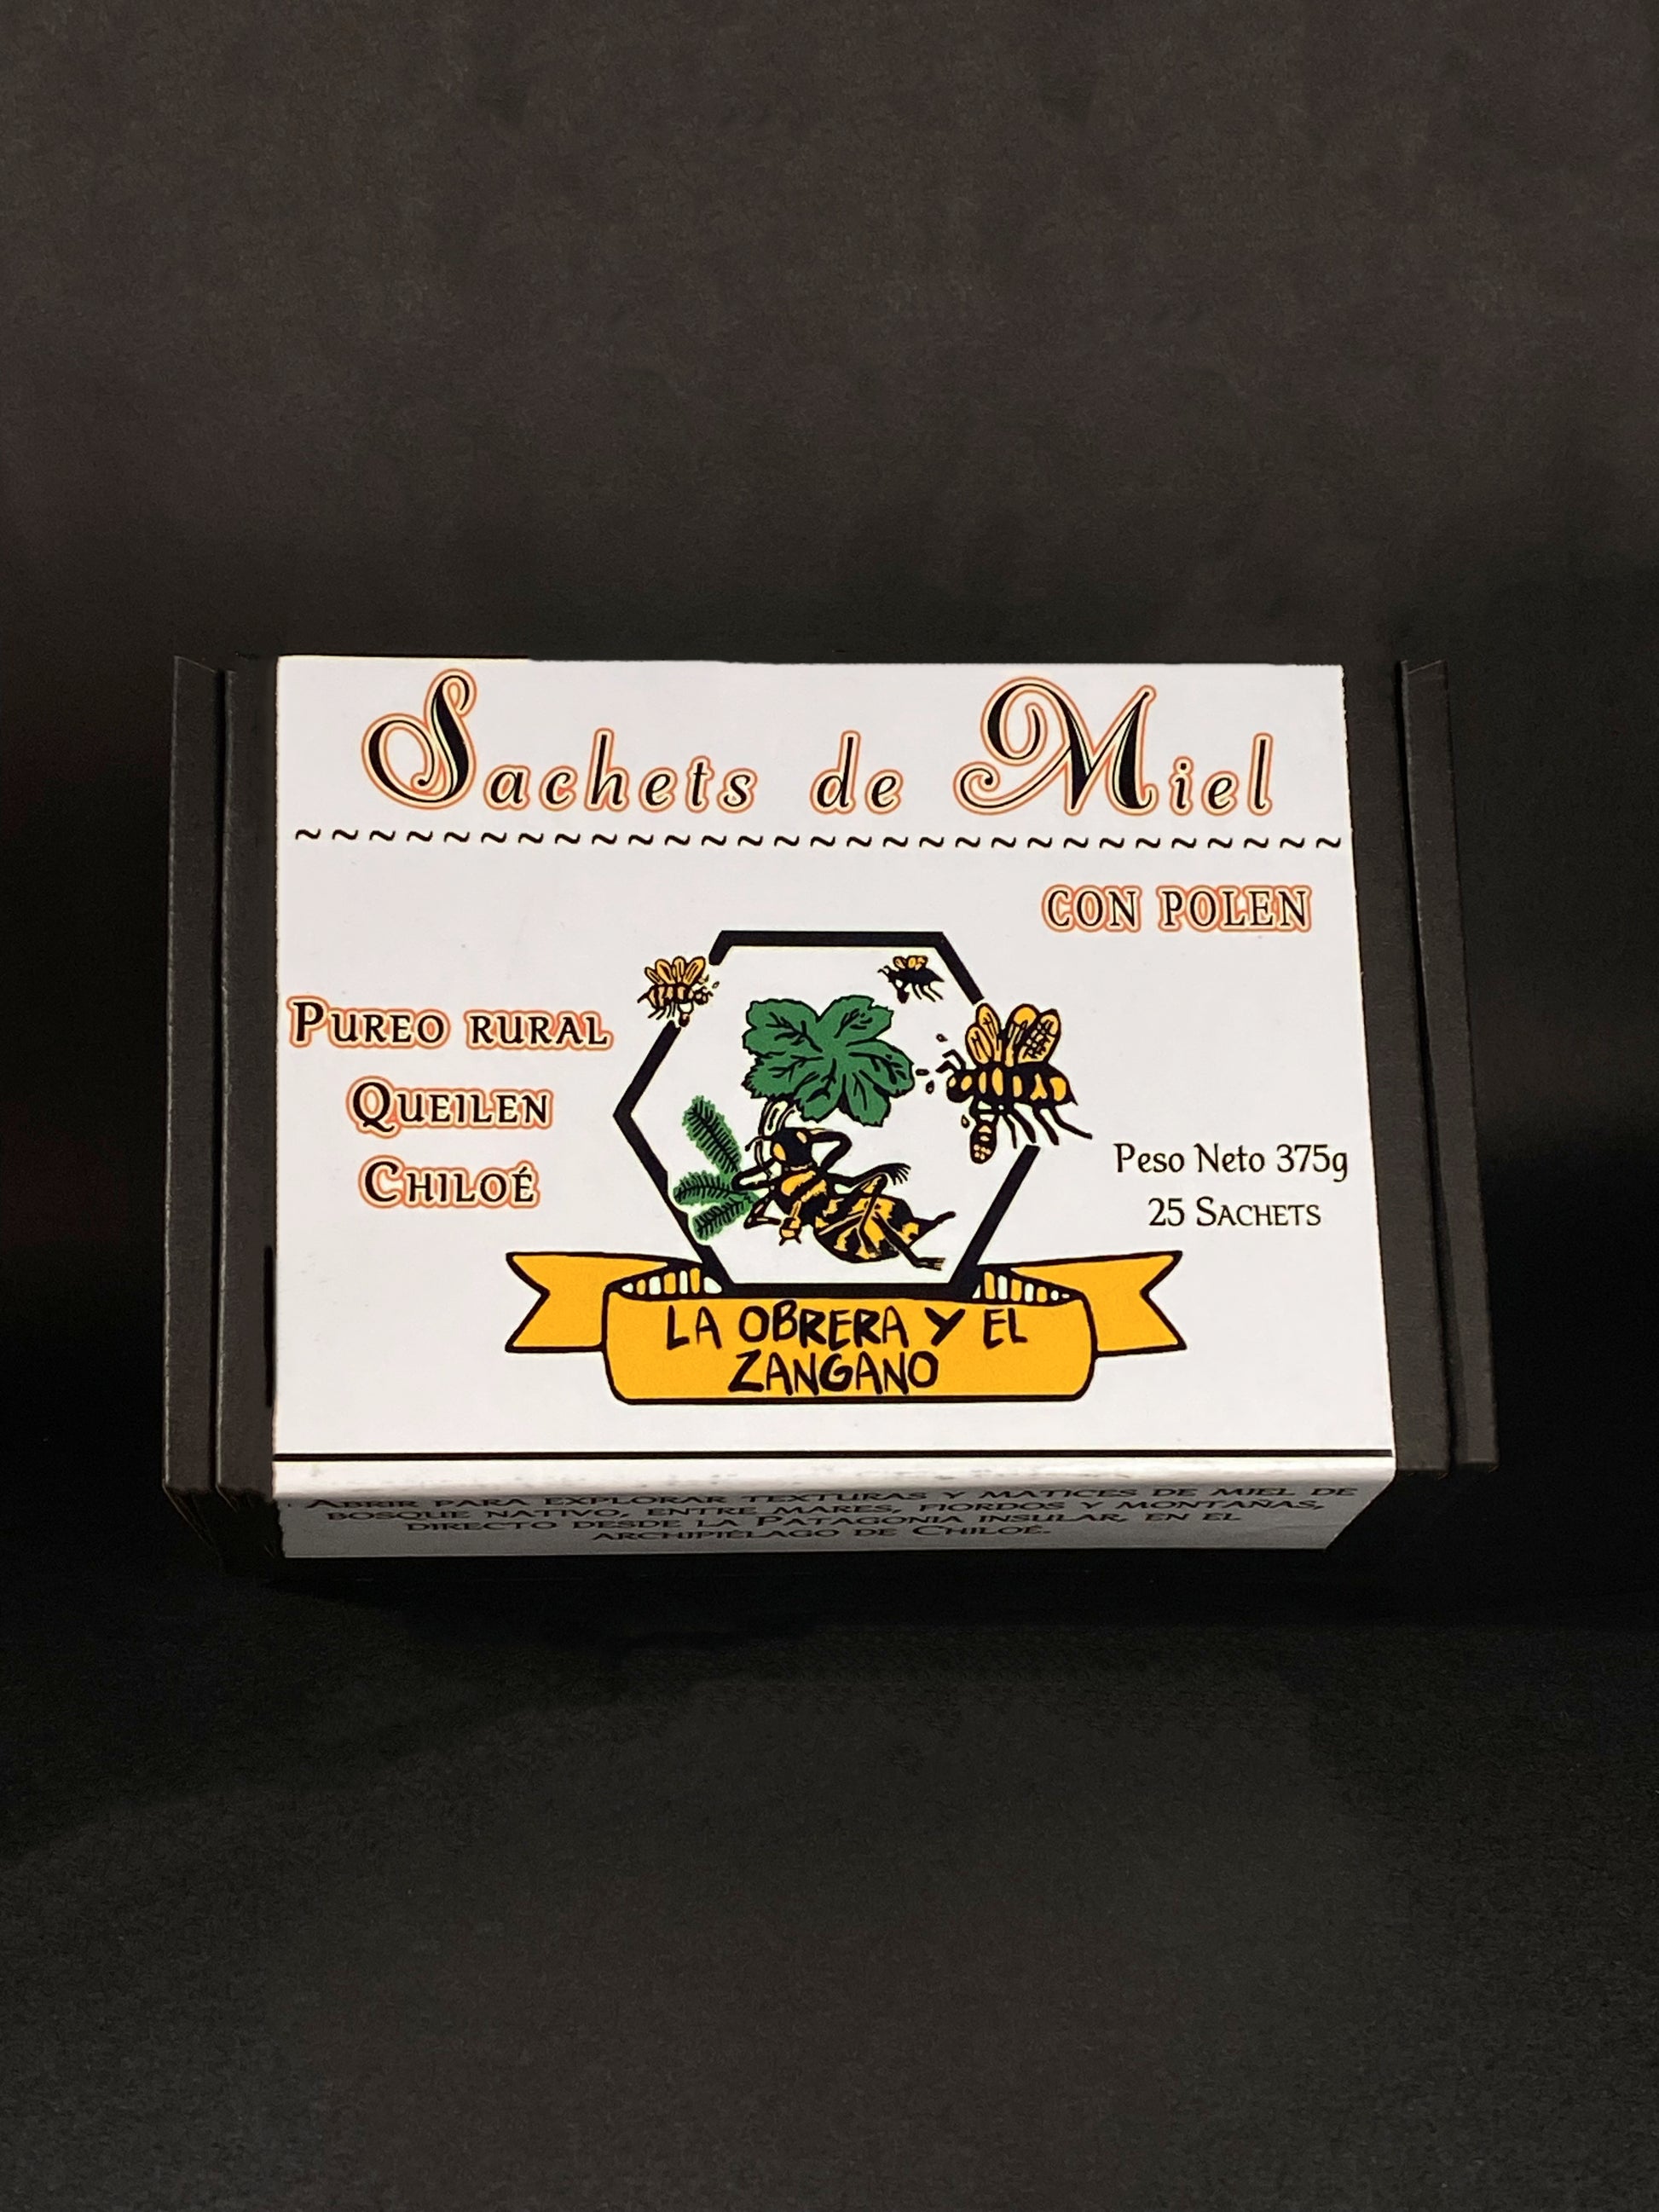 Sachets de Miel
~~~~~~~~~~~~~~~~~~~~~~~~~~~~~
CON POLEN
PUREO RURAL
QUEILEN
CHILOÉ
Peso Neto 375g
25 SACHETS
LA OBRERA Y EL
ZANGANO
ABRIR PARA EXPLORAR TEXTURAS Y MATICES DE MIEL DE
BOSQUE NATIVO, ENTRE MARES, FIORDOS Y MONTAÑAS,
DIRECTO DESDE LA PATAGONIA INSULAR, EN EL
ARCHIPIÉLAGO DE CHILOÉ.